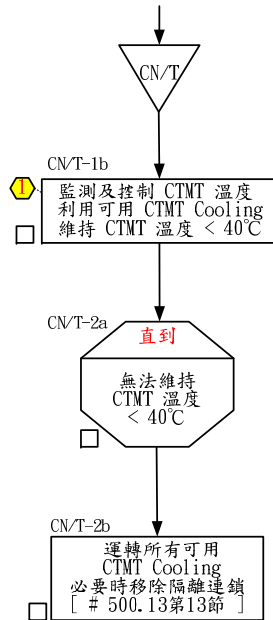 CN/T
CN/T-1b
1
監測及控制 CTMT 溫度
利用可用 CTMT Cooling
維持 CTMT 溫度 < 40℃
CN/T-2a
直到
無法維持
CTMT 溫度
< 40℃
CN/T-2b
運轉所有可用
CTMT Cooling
必要時移除隔離連鎖
[ # 500.13第13節 ]